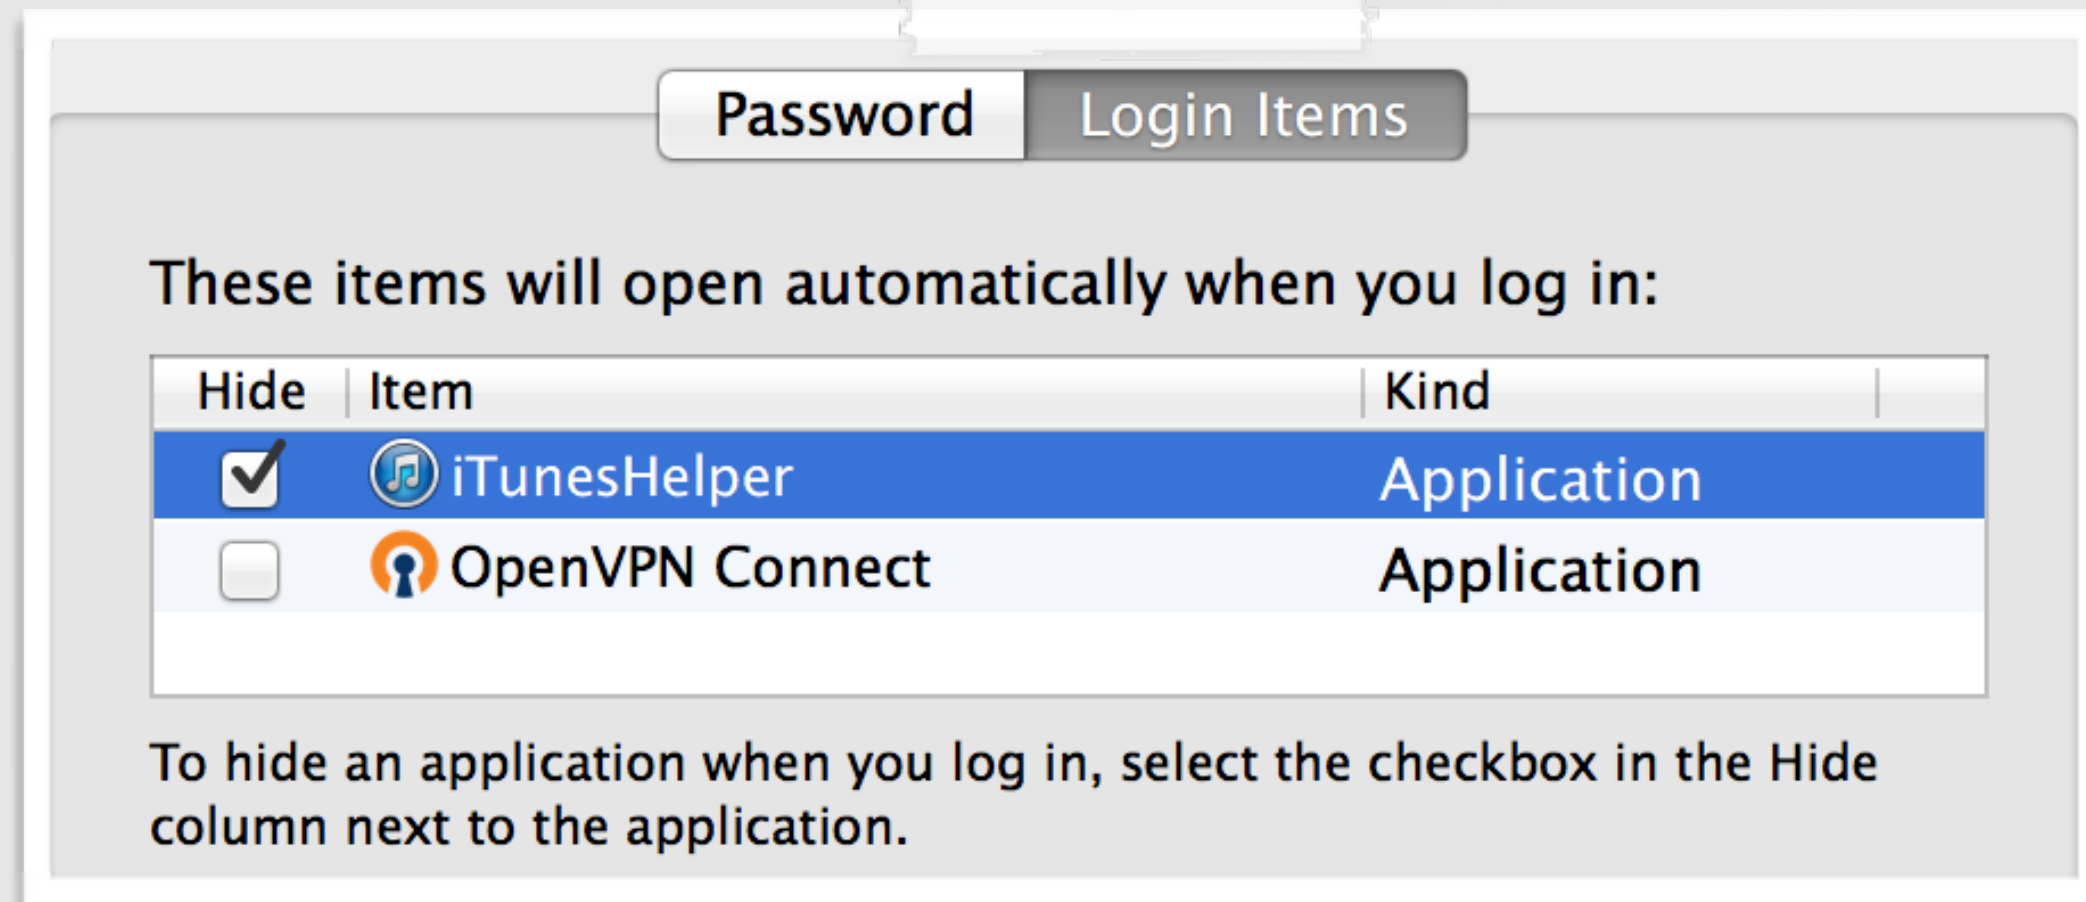 Password Login Items
These items will open automatically when you log in:
Hide Item Kind
iTunesHelper Application
OpenVPN Connect Application
To hide an application when you log in, select the checkbox in the Hide
column next to the application.